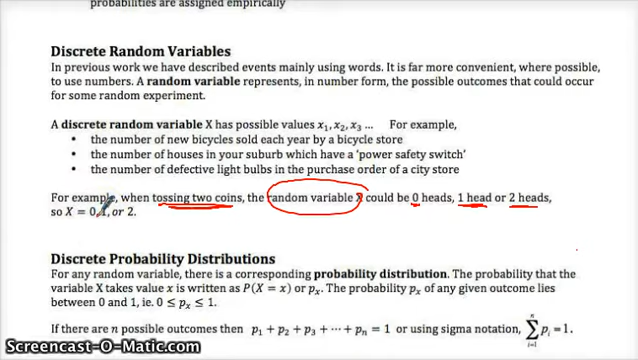 probabilities are assigned empirically
Discrete Random Variables
In previous work we have described events mainly using words. It is far more convenient, where possible,
to use numbers. A random variable represents, in number form, the possible outcomes that could occur
for some random experiment.
A discrete random variable X has possible values x₁, x₂, x₃ ... For example,
• the number of new bicycles sold each year by a bicycle store
• the number of houses in your suburb which have a 'power safety switch'
• the number of defective light bulbs in the purchase order of a city store
For example, when tossing two coins, the random variable X could be 0 heads, 1 head or 2 heads,
so X = 0, 1, or 2.
Discrete Probability Distributions
For any random variable, there is a corresponding probability distribution. The probability that the
variable X takes value x is written as P(X = x) or pₓ. The probability pₓ of any given outcome lies
between 0 and 1, ie. 0 ≤ pₓ ≤ 1.
If there are n possible outcomes then p₁ + p₂ + p₃ + ⋯ + pₙ = 1 or using sigma notation, ∑ⁿᵢ₌₁ pᵢ = 1.
Screencast-O-Matic.com